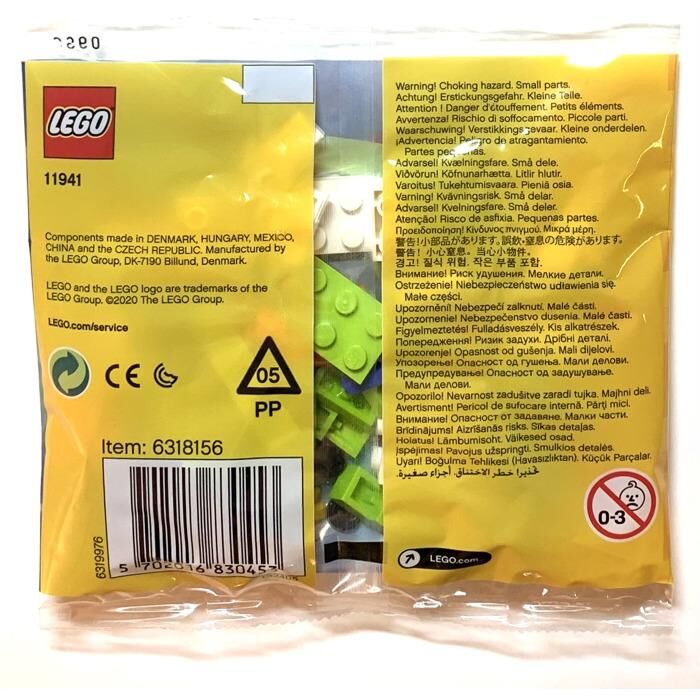 LEGO
11941
Components made in DENMARK, HUNGARY, MEXICO,
CHINA and the CZECH REPUBLIC. Manufactured by
the LEGO Group, DK-7190 Billund, Denmark.
LEGO and the LEGO logo are trademarks of the
LEGO Group. ©2020 The LEGO Group.
LEGO.com/service
CE
05
PP
Item: 6318156
6319976
5 702016 830453
Warning! Choking hazard. Small parts.
Achtung! Erstickungsgefahr. Kleine Teile.
Attention ! Danger d'étouffement. Petits éléments.
Avvertenza! Rischio di soffocamento. Piccole parti.
Waarschuwing! Verstikkingsgevaar. Kleine onderdelen.
¡Advertencia! Peligro de atragantamiento.
Partes pequeñas.
Advarsel! Kvælningsfare. Små dele.
Viðvörun! Köfnunarhætta. Litlir hlutir.
Varoitus! Tukehtumisvaara. Pieniä osia.
Varning! Kvävningsrisk. Små delar.
Advarsel! Kvelningsfare. Små deler.
Atenção! Risco de asfixia. Pequenas partes.
Προειδοποίηση! Κίνδυνος πνιγμού. Μικρά μέρη.
警告!小部品があります。誤飲・窒息の危険があります。
警告! 小心窒息。当心小物件。
경고! 질식 위험. 작은 부품 포함.
Внимание! Риск удушения. Мелкие детали.
Ostrzeżenie! Niebezpieczeństwo udławienia się.
Małe części.
Upozornění! Nebezpečí zalknutí. Malé části.
Upozornenie! Nebezpečenstvo dusenia. Malé časti.
Figyelmeztetés! Fulladásveszély. Kis alkatrészek.
Попередження! Ризик задухи. Дрібні деталі.
Upozorenje! Opasnost od gušenja. Mali dijelovi.
Упозорење! Опасност од гушења. Мали делови.
Предупредување! Опасност од задушување.
Мали делови.
Opozorilo! Nevarnost zadušitve zaradi tujka. Majhni deli.
Avertisment! Pericol de sufocare internă. Părţi mici.
Внимание! Опасност от задавяне. Малки части.
Brīdinājums! Aizrīšanās risks. Sīkas detaļas.
Hoiatus! Lämbumisoht. Väikesed osad.
Įspėjimas! Pavojus užspringti. Smulkios detalės.
Uyarı! Boğulma Tehlikesi (Havasızlıktan). Küçük Parçalar.
تحذير! خطر الاختناق. أجزاء صغيرة.
0-3
LEGO.com